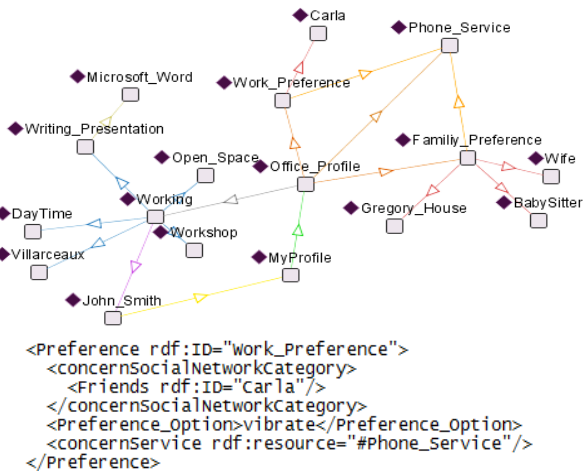 Carla
Phone_Service
Microsoft_Word
Work_Preference
Writing_Presentation
Open_Space
Office_Profile
Familiy_Preference
Wife
Working
DayTime
Gregory_House
BabySitter
Workshop
Villarceaux
MyProfile
John_Smith
<Preference rdf:ID="Work_Preference">
<concernSocialNetworkCategory>
<Friends rdf:ID="Carla"/>
</concernSocialNetworkCategory>
<Preference_Option>vibrate</Preference_Option>
<concernService rdf:resource="#Phone_Service"/>
</Preference>